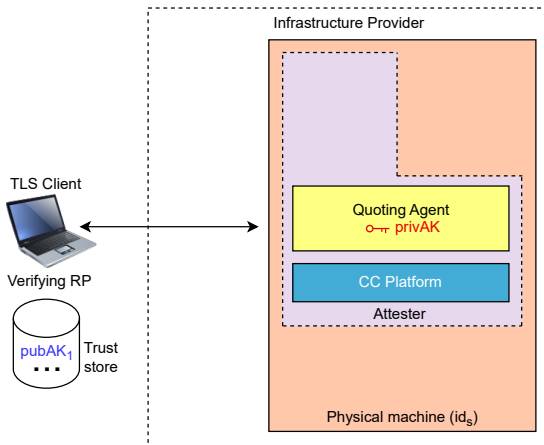 Infrastructure Provider
TLS Client
Verifying RP
pubAK₁
...
Trust
store
Quoting Agent
privAK
CC Platform
Attester
Physical machine (idₛ)